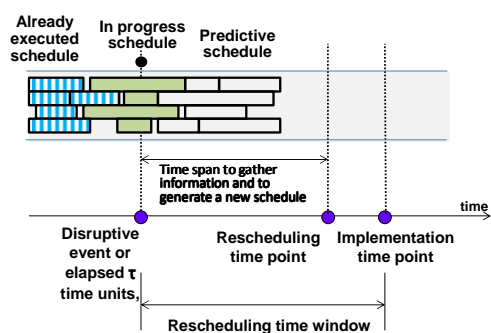 Already
executed
schedule
In progress
schedule
Predictive
schedule
Time span to gather
information and to
generate a new schedule
time
Disruptive
event or
elapsed τ
time units,
Rescheduling
time point
Implementation
time point
Rescheduling time window